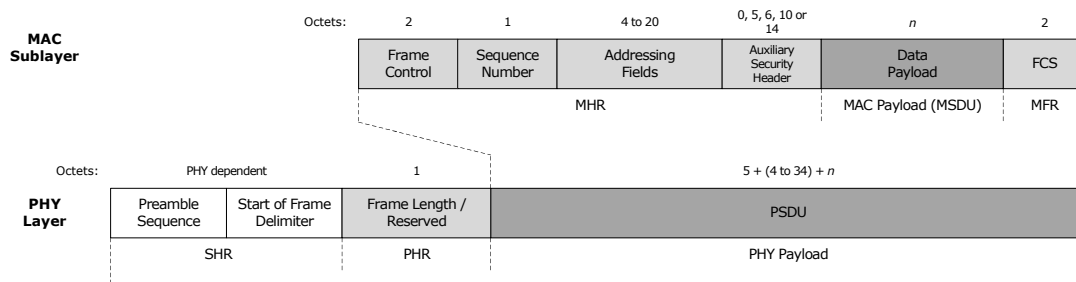 Octets: 2 1 4 to 20 0, 5, 6, 10 or 14 n 2
MAC
Sublayer
Frame
Control
Sequence
Number
Addressing
Fields
Auxiliary
Security
Header
Data
Payload
FCS
MHR MAC Payload (MSDU) MFR
Octets: PHY dependent 1 5 + (4 to 34) + n
PHY
Layer
Preamble
Sequence
Start of Frame
Delimiter
Frame Length /
Reserved
PSDU
SHR PHR PHY Payload